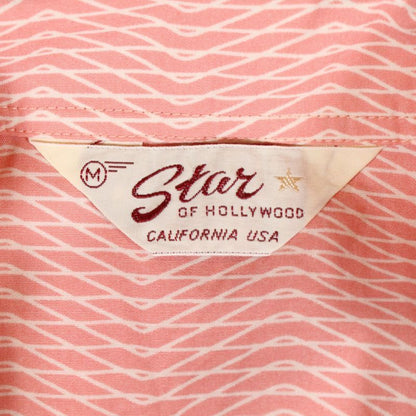 M
Star
OF HOLLYWOOD
CALIFORNIA USA